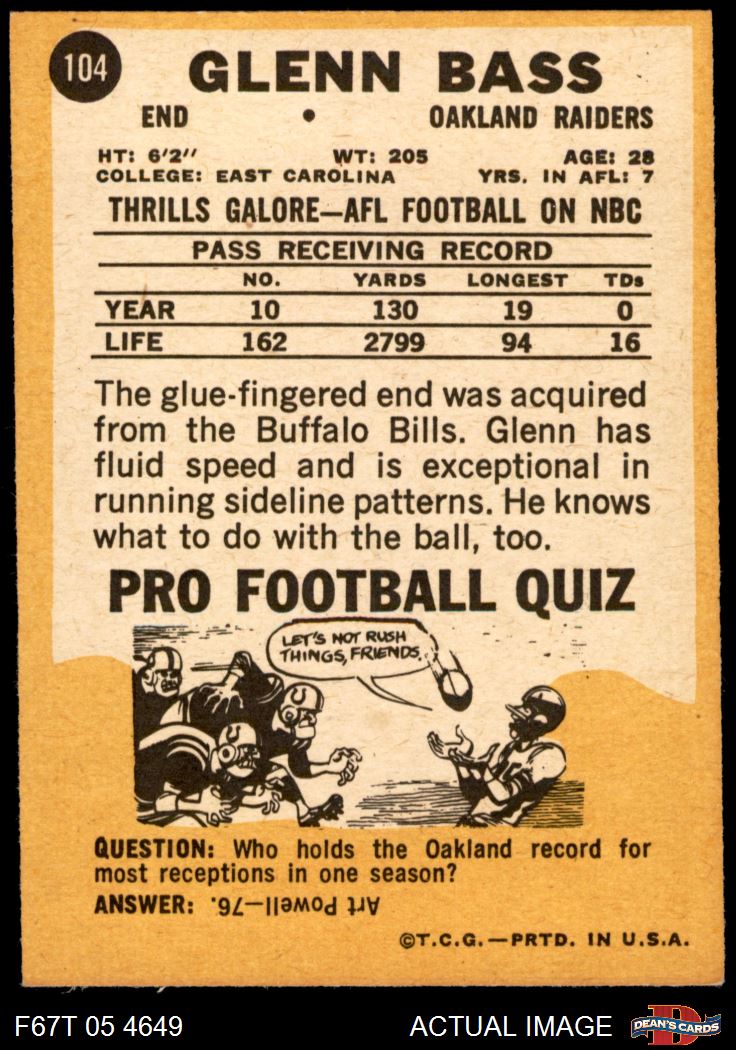 104
GLENN BASS
END • OAKLAND RAIDERS
HT: 6'2'' WT: 205 AGE: 28
COLLEGE: EAST CAROLINA YRS. IN AFL: 7
THRILLS GALORE—AFL FOOTBALL ON NBC
PASS RECEIVING RECORD
NO. YARDS LONGEST TDs
YEAR 10 130 19 0
LIFE 162 2799 94 16
The glue-fingered end was acquired
from the Buffalo Bills. Glenn has
fluid speed and is exceptional in
running sideline patterns. He knows
what to do with the ball, too.
PRO FOOTBALL QUIZ
LET'S NOT RUSH
THINGS, FRIENDS.
QUESTION: Who holds the Oakland record for
most receptions in one season?
ANSWER: Art Powell—76.
©T.C.G.—PRTD. IN U.S.A.
F67T 05 4649 ACTUAL IMAGE
D
DEAN'S CARDS